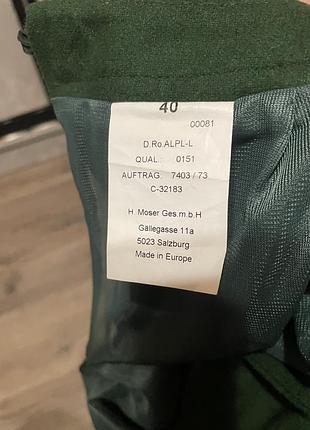 40
00081
D.Ro.ALPL-L
QUAL : 0151
AUFTRAG. 7403 / 73
C-32183
H. Moser Ges.m.b.H
Gällegasse 11a
5023 Salzburg
Made in Europe